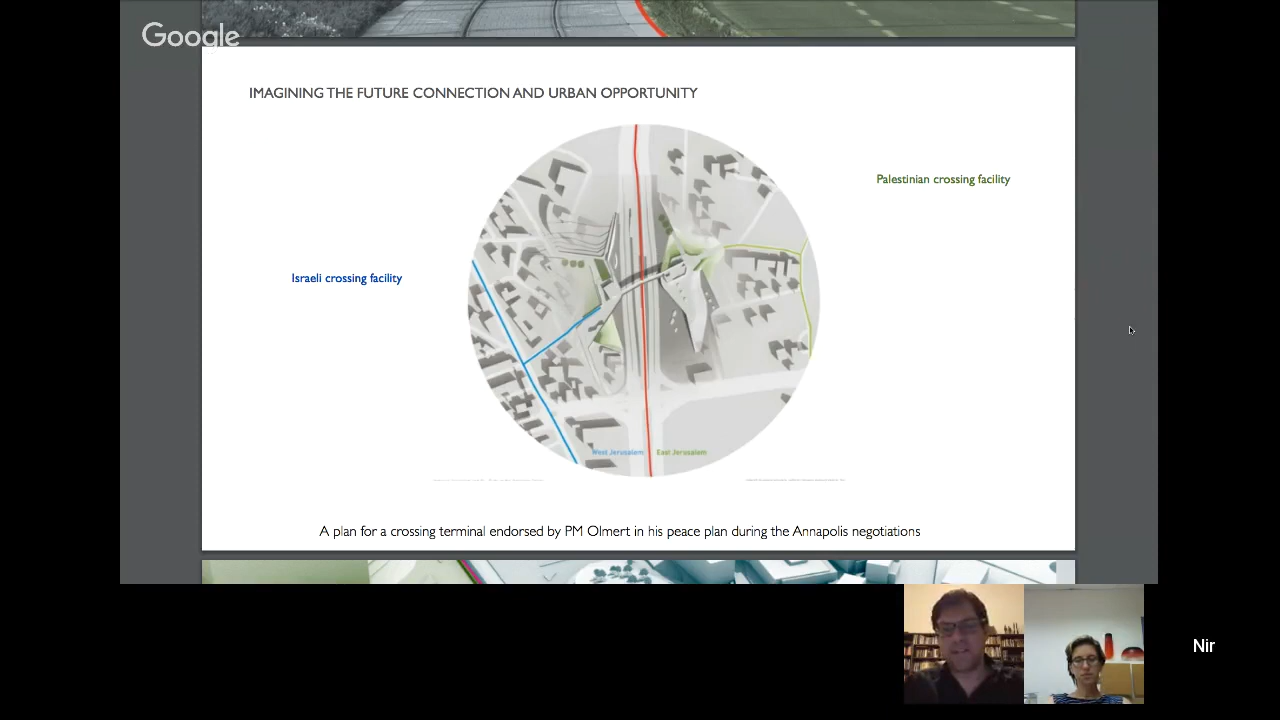 Google
IMAGINING THE FUTURE CONNECTION AND URBAN OPPORTUNITY
Palestinian crossing facility
Israeli crossing facility
West Jerusalem
East Jerusalem
A plan for a crossing terminal endorsed by PM Olmert in his peace plan during the Annapolis negotiations
Nir